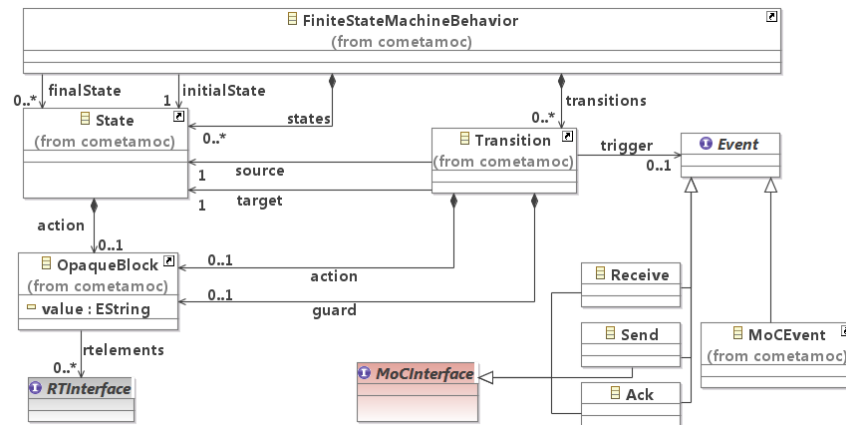 FiniteStateMachineBehavior
(from cometamoc)
finalState
initialState
0..*
1
states
0..*
transitions
0..*
State
(from cometamoc)
Transition
(from cometamoc)
trigger
0..1
Event
source
1
target
1
action
0..1
OpaqueBlock
(from cometamoc)
value : EString
0..1
action
0..1
guard
Receive
Send
MoCEvent
(from cometamoc)
rtelements
0..*
RTInterface
MoCInterface
Ack